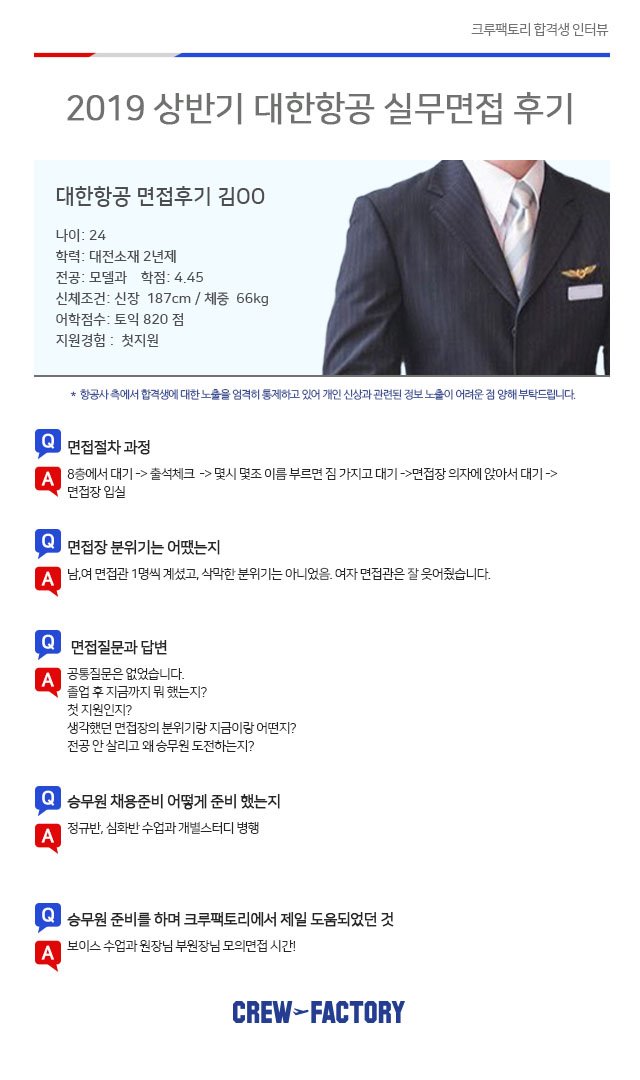 크루팩토리 합격생 인터뷰
2019 상반기 대한항공 실무면접 후기
대한항공 면접후기 김OO
나이: 24
학력: 대전소재 2년제
전공: 모델과 학점: 4.45
신체조건: 신장 187cm / 체중 66kg
어학점수: 토익 820 점
지원경험 : 첫지원
* 항공사 측에서 합격생에 대한 노출을 엄격히 통제하고 있어 개인 신상과 관련된 정보 노출이 어려운 점 양해 부탁드립니다.
Q 면접절차 과정
A 8층에서 대기 -> 출석체크 -> 몇시 몇조 이름 부르면 짐 가지고 대기 ->면접장 의자에 앉아서 대기 ->
면접장 입실
Q 면접장 분위기는 어땠는지
A 남,여 면접관 1명씩 계셨고, 삭막한 분위기는 아니었음. 여자 면접관은 잘 웃어줬습니다.
Q 면접질문과 답변
A 공통질문은 없었습니다.
졸업 후 지금까지 뭐 했는지?
첫 지원인지?
생각했던 면접장의 분위기랑 지금이랑 어떤지?
전공 안 살리고 왜 승무원 도전하는지?
Q 승무원 채용준비 어떻게 준비 했는지
A 정규반, 심화반 수업과 개별스터디 병행
Q 승무원 준비를 하며 크루팩토리에서 제일 도움되었던 것
A 보이스 수업과 원장님 부원장님 모의면접 시간!
CREW FACTORY